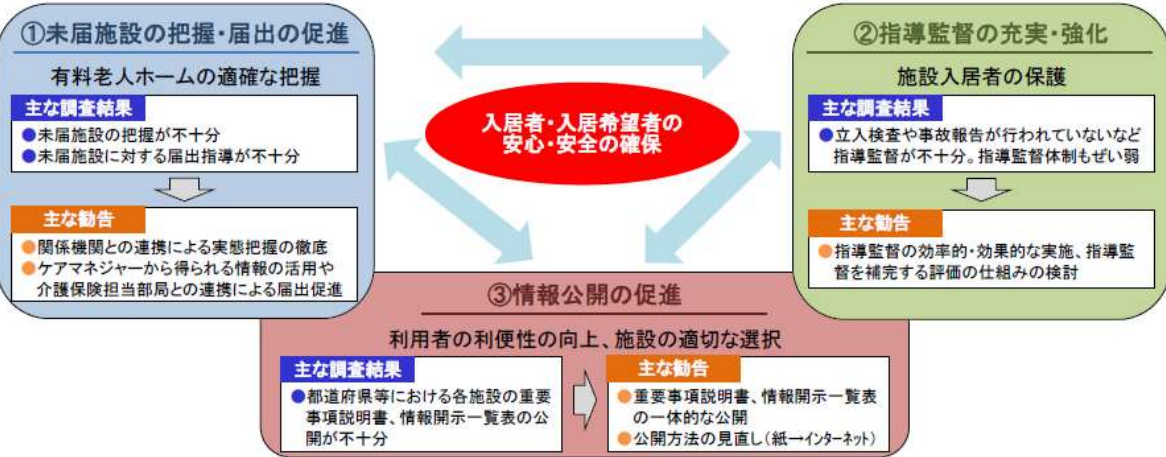 ①未届施設の把握・届出の促進
有料老人ホームの適確な把握
主な調査結果
●未届施設の把握が不十分
●未届施設に対する届出指導が不十分
主な勧告
●関係機関との連携による実態把握の徹底
●ケアマネジャーから得られる情報の活用や
介護保険担当部局との連携による届出促進
入居者・入居希望者の
安心・安全の確保
②指導監督の充実・強化
施設入居者の保護
主な調査結果
●立入検査や事故報告が行われていないなど
指導監督が不十分。指導監督体制もぜい弱
主な勧告
●指導監督の効率的・効果的な実施、指導監
督を補完する評価の仕組みの検討
③情報公開の促進
利用者の利便性の向上、施設の適切な選択
主な調査結果
●都道府県等における各施設の重要
事項説明書、情報開示一覧表の公
開が不十分
主な勧告
●重要事項説明書、情報開示一覧表
の一体的な公開
●公開方法の見直し(紙→インターネット)